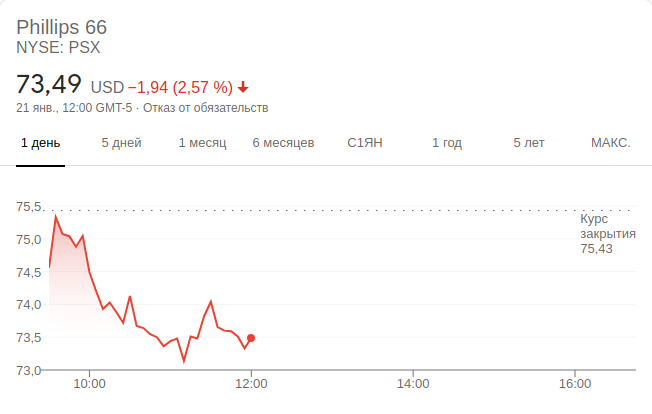 Phillips 66
NYSE: PSX
73,49 USD −1,94 (2,57 %)
21 янв., 12:00 GMT-5 · Отказ от обязательств
1 день 5 дней 1 месяц 6 месяцев С1ЯН 1 год 5 лет МАКС.
75,5
Курс
закрытия
75,43
75,0
74,5
74,0
73,5
73,0
10:00 12:00 14:00 16:00